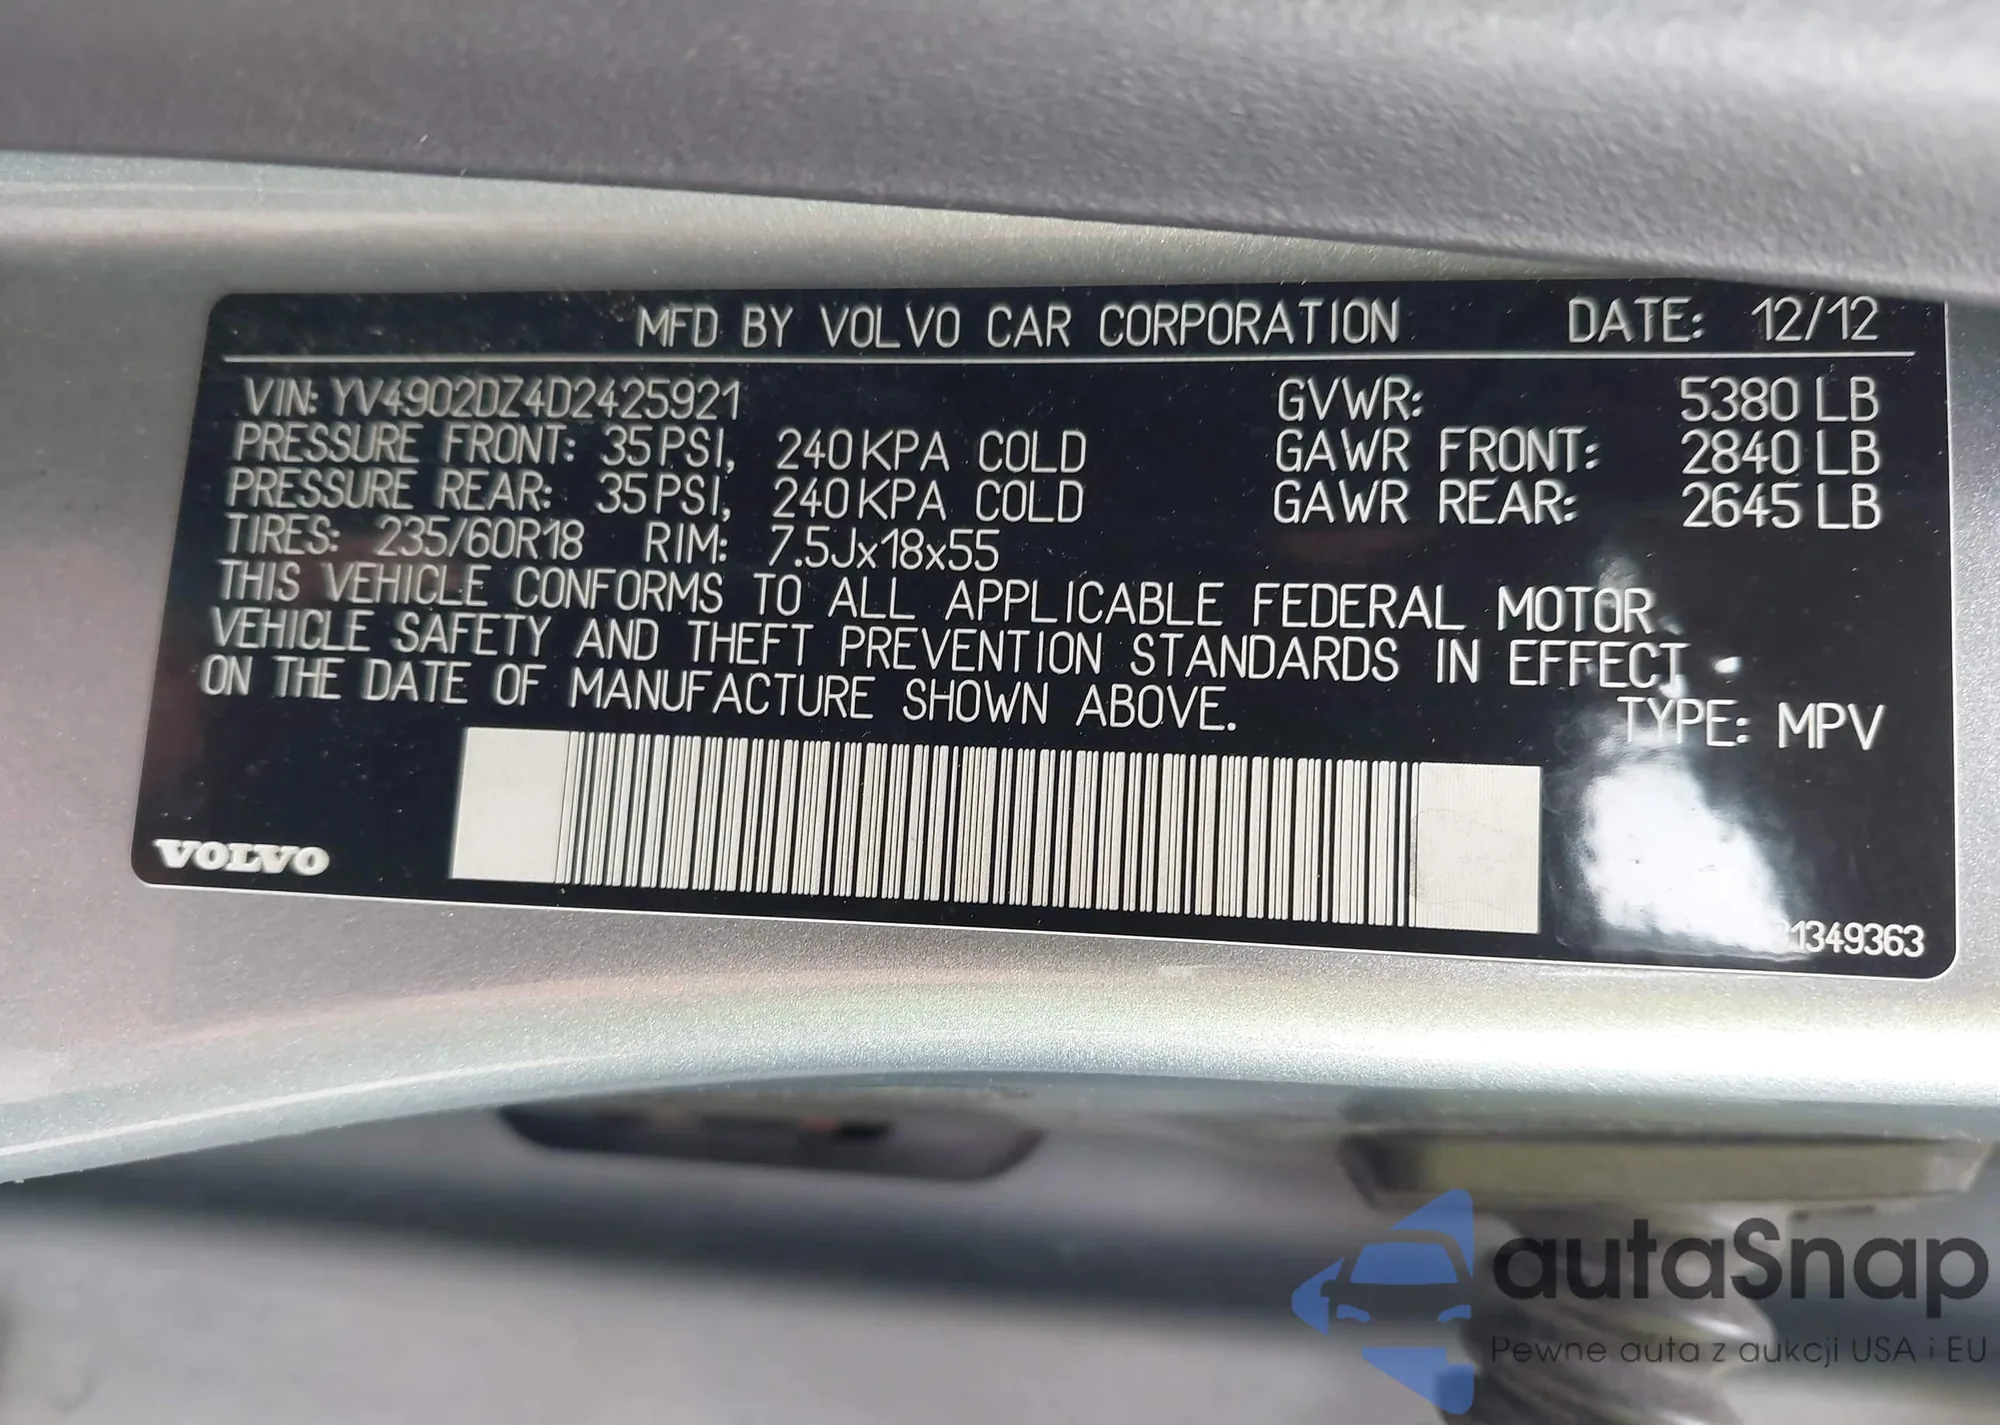 MFD BY VOLVO CAR CORPORATION DATE: 12/12
VIN: YV4902DZ4D2425921 GVWR: 5380 LB
PRESSURE FRONT: 35 PSI, 240 KPA COLD GAWR FRONT: 2840 LB
PRESSURE REAR: 35 PSI, 240 KPA COLD GAWR REAR: 2645 LB
TIRES: 235/60R18 RIM: 7.5Jx18x55
THIS VEHICLE CONFORMS TO ALL APPLICABLE FEDERAL MOTOR
VEHICLE SAFETY AND THEFT PREVENTION STANDARDS IN EFFECT
ON THE DATE OF MANUFACTURE SHOWN ABOVE.
TYPE: MPV
VOLVO
31349363
autaSnap
Pewne auta z aukcji USA i EU